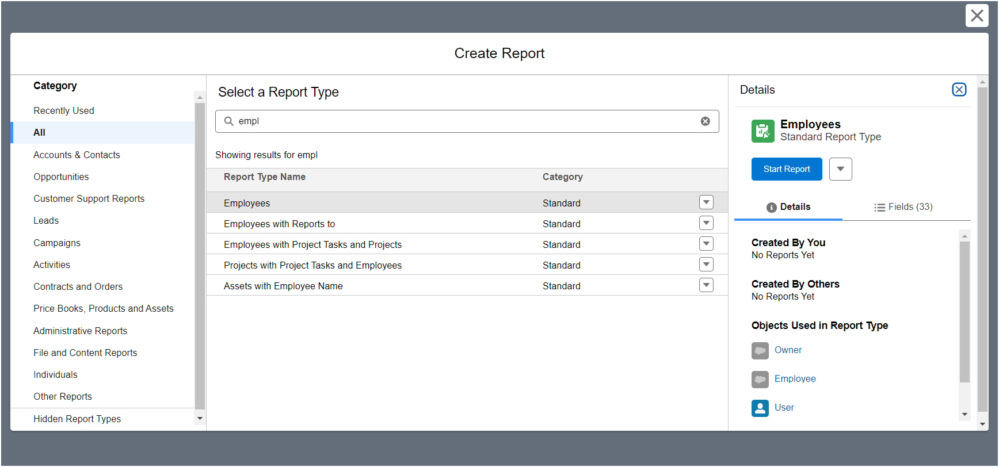 Create Report
Category
Recently Used
All
Accounts & Contacts
Opportunities
Customer Support Reports
Leads
Campaigns
Activities
Contracts and Orders
Price Books, Products and Assets
Administrative Reports
File and Content Reports
Individuals
Other Reports
Hidden Report Types
Select a Report Type
empl
Showing results for empl
Report Type Name Category
Employees Standard
Employees with Reports to Standard
Employees with Project Tasks and Projects Standard
Projects with Project Tasks and Employees Standard
Assets with Employee Name Standard
Details
Employees
Standard Report Type
Start Report
Details Fields (33)
Created By You
No Reports Yet
Created By Others
No Reports Yet
Objects Used in Report Type
Owner
Employee
User